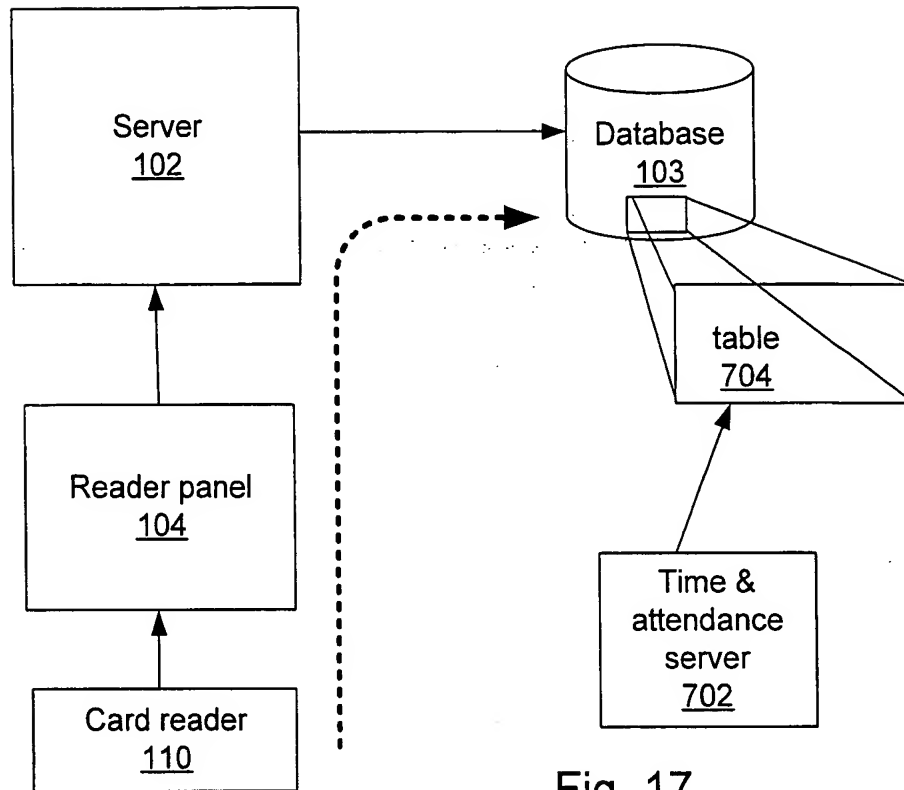 Server
102
Database
103
table
704
Reader panel
104
Time &
attendance
server
702
Card reader
110
Fig. 17